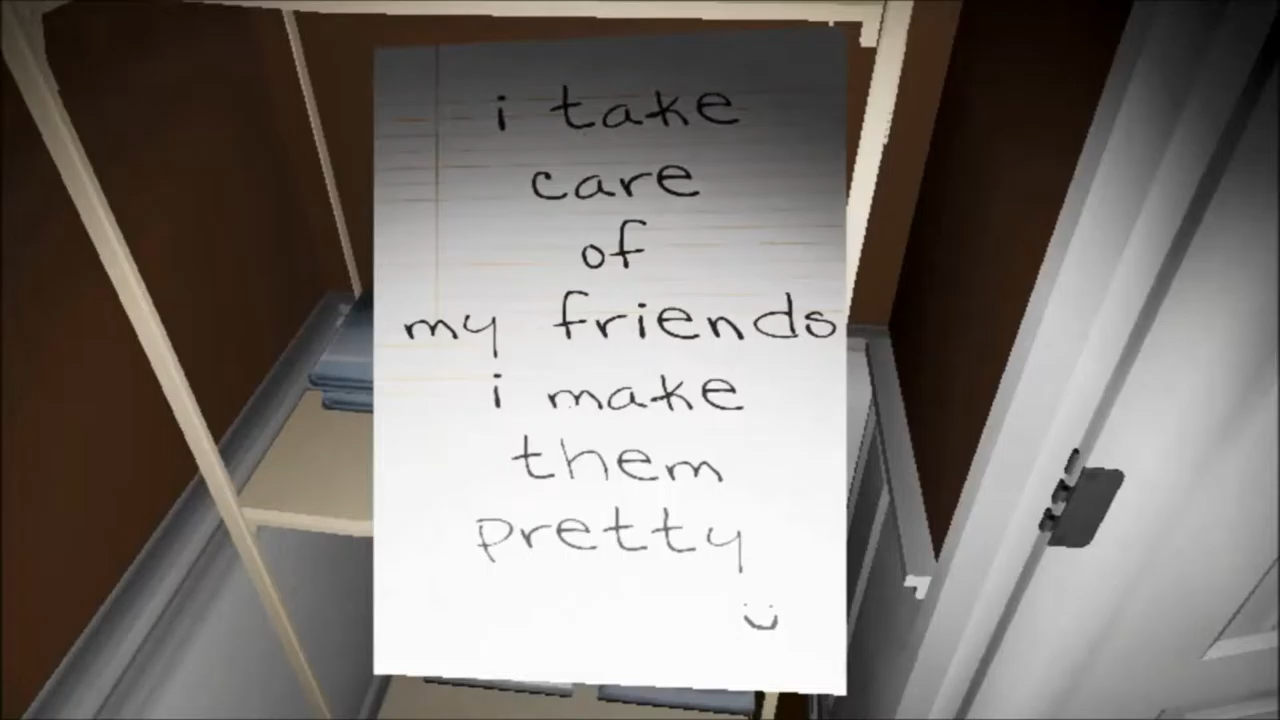 i take
care
of
my friends
i make
them
pretty